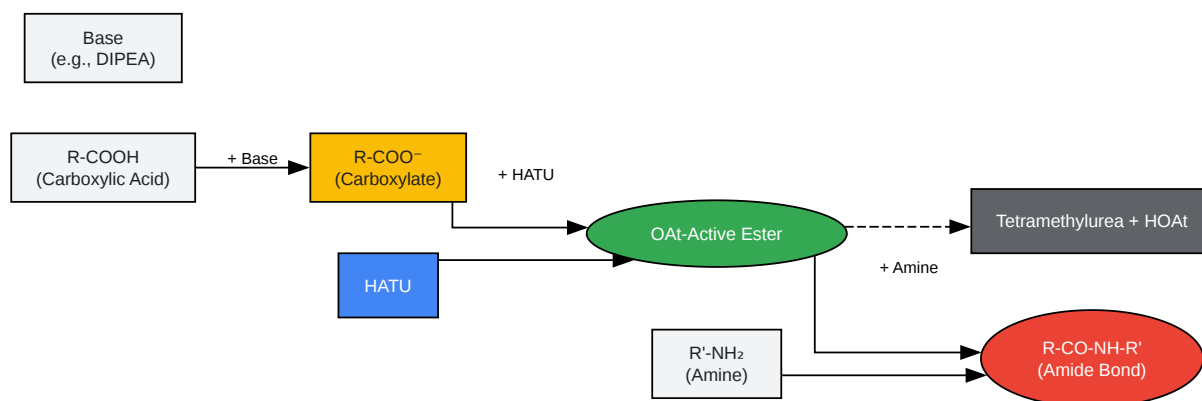 Base
(e.g., DIPEA)
R-COOH
(Carboxylic Acid)
+ Base
R-COO⁻
(Carboxylate)
+ HATU
OAt-Active Ester
Tetramethylurea + HOAt
HATU
+ Amine
R'-NH₂
(Amine)
R-CO-NH-R'
(Amide Bond)